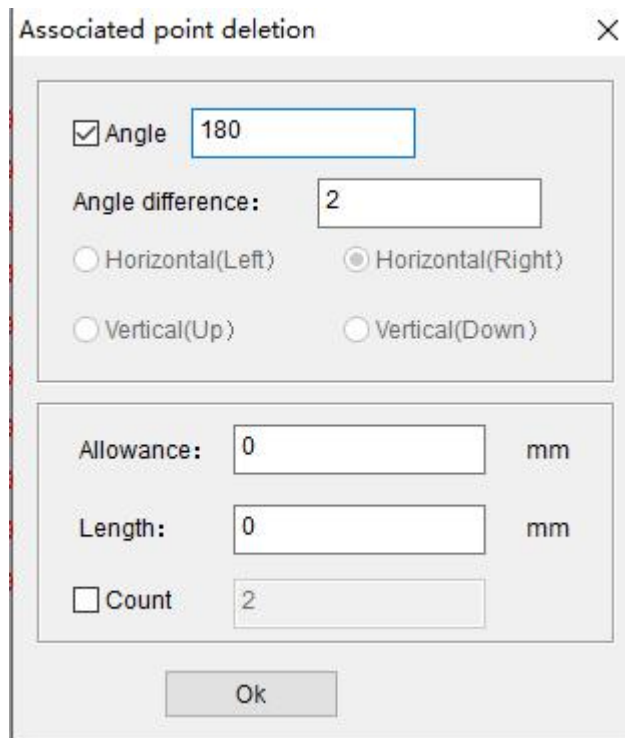 Associated point deletion
Angle 180
Angle difference： 2
Horizontal(Left) Horizontal(Right)
Vertical(Up) Vertical(Down)
Allowance： 0 mm
Length： 0 mm
Count 2
Ok